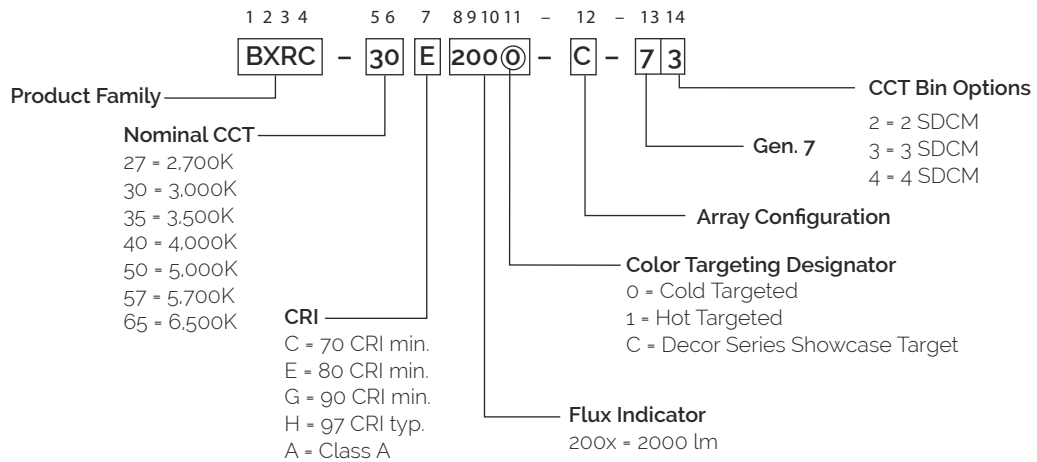 1 2 3 4 5 6 7 8 9 10 11 – 12 – 13 14
BXRC – 30 E 200 0 – C – 7 3
Product Family
Nominal CCT
27 = 2,700K
30 = 3,000K
35 = 3,500K
40 = 4,000K
50 = 5,000K
57 = 5,700K
65 = 6,500K
CRI
C = 70 CRI min.
E = 80 CRI min.
G = 90 CRI min.
H = 97 CRI typ.
A = Class A
Flux Indicator
200x = 2000 lm
Color Targeting Designator
0 = Cold Targeted
1 = Hot Targeted
C = Decor Series Showcase Target
Array Configuration
Gen. 7
CCT Bin Options
2 = 2 SDCM
3 = 3 SDCM
4 = 4 SDCM